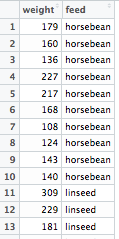 weight feed
1 179 horsebean
2 160 horsebean
3 136 horsebean
4 227 horsebean
5 217 horsebean
6 168 horsebean
7 108 horsebean
8 124 horsebean
9 143 horsebean
10 140 horsebean
11 309 linseed
12 229 linseed
13 181 linseed